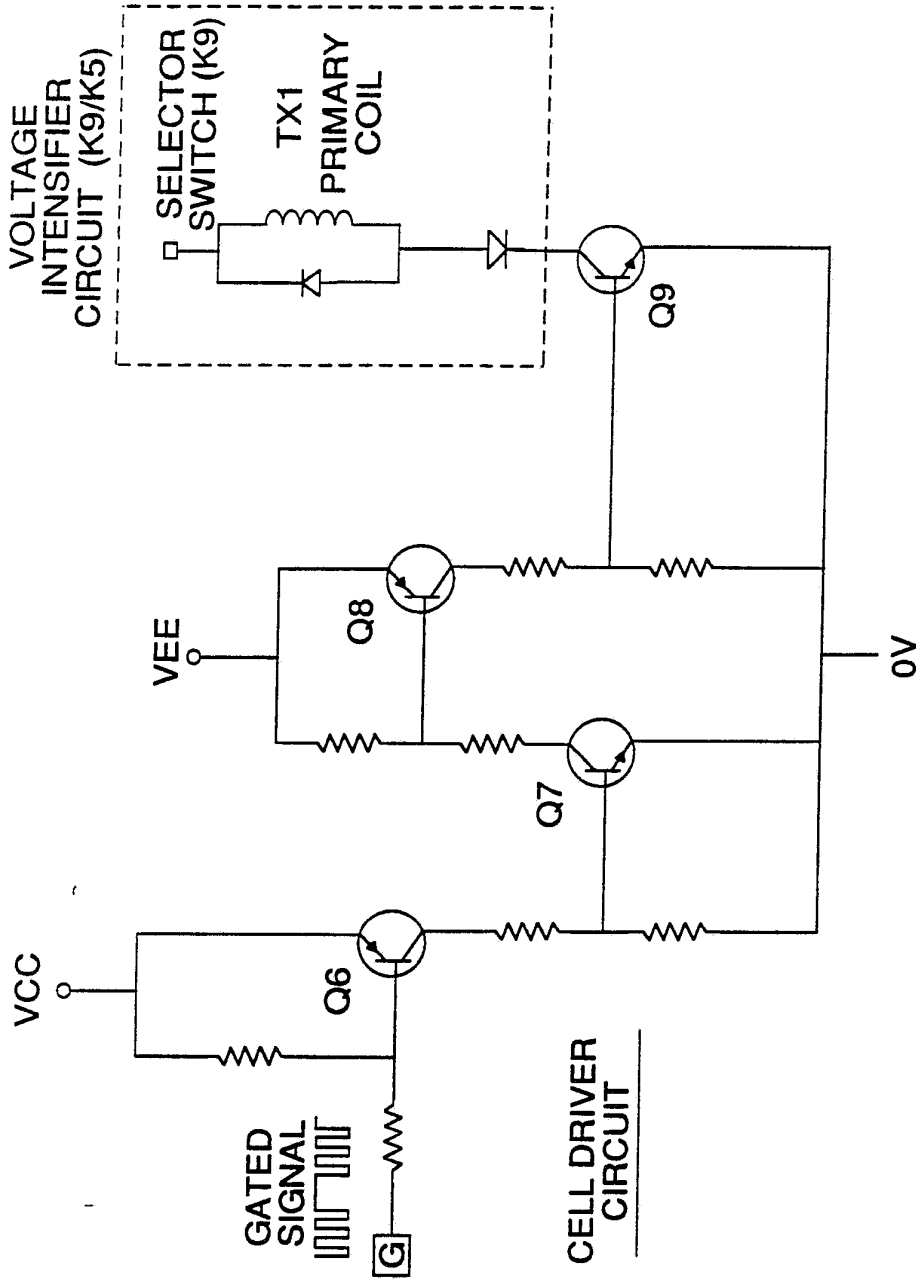 VOLTAGE
INTENSIFIER
CIRCUIT (K9/K5)
SELECTOR
SWITCH (K9)
TX1
PRIMARY
COIL
VEE
VCC
Q8
Q9
Q7
Q6
GATED
SIGNAL
G
CELL DRIVER
CIRCUIT
0V